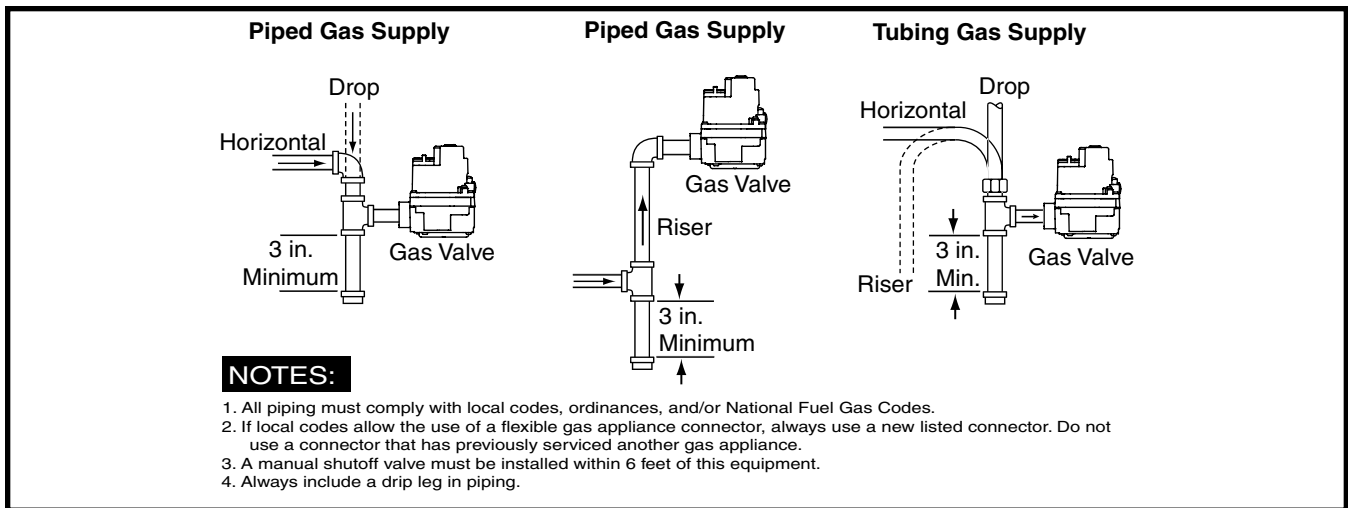 Piped Gas Supply
Drop
Horizontal
3 in.
Minimum
Gas Valve
Piped Gas Supply
Gas Valve
Riser
3 in.
Minimum
Tubing Gas Supply
Drop
Horizontal
3 in.
Min.
Riser
Gas Valve
NOTES:
1. All piping must comply with local codes, ordinances, and/or National Fuel Gas Codes.
2. If local codes allow the use of a flexible gas appliance connector, always use a new listed connector. Do not
use a connector that has previously serviced another gas appliance.
3. A manual shutoff valve must be installed within 6 feet of this equipment.
4. Always include a drip leg in piping.